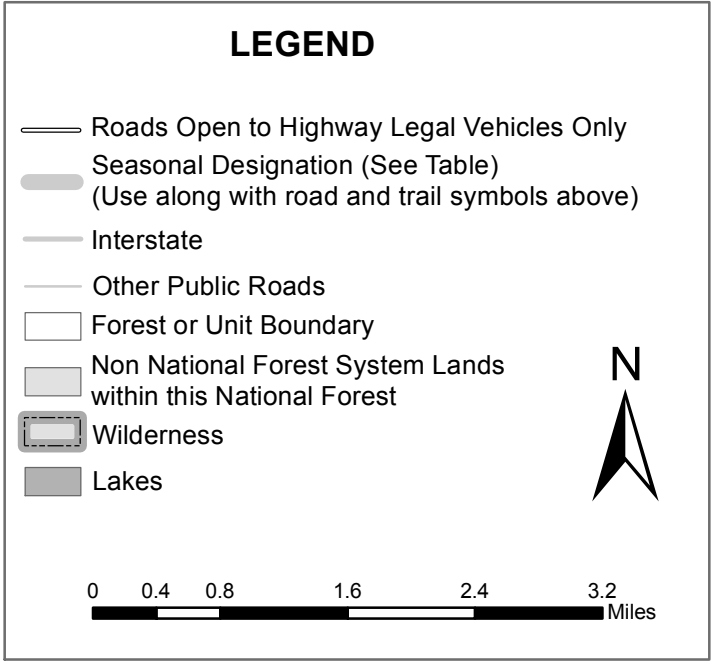 LEGEND
Roads Open to Highway Legal Vehicles Only
Seasonal Designation (See Table)
(Use along with road and trail symbols above)
Interstate
Other Public Roads
Forest or Unit Boundary
Non National Forest System Lands
within this National Forest
Wilderness
Lakes
N
0 0.4 0.8 1.6 2.4 3.2
Miles